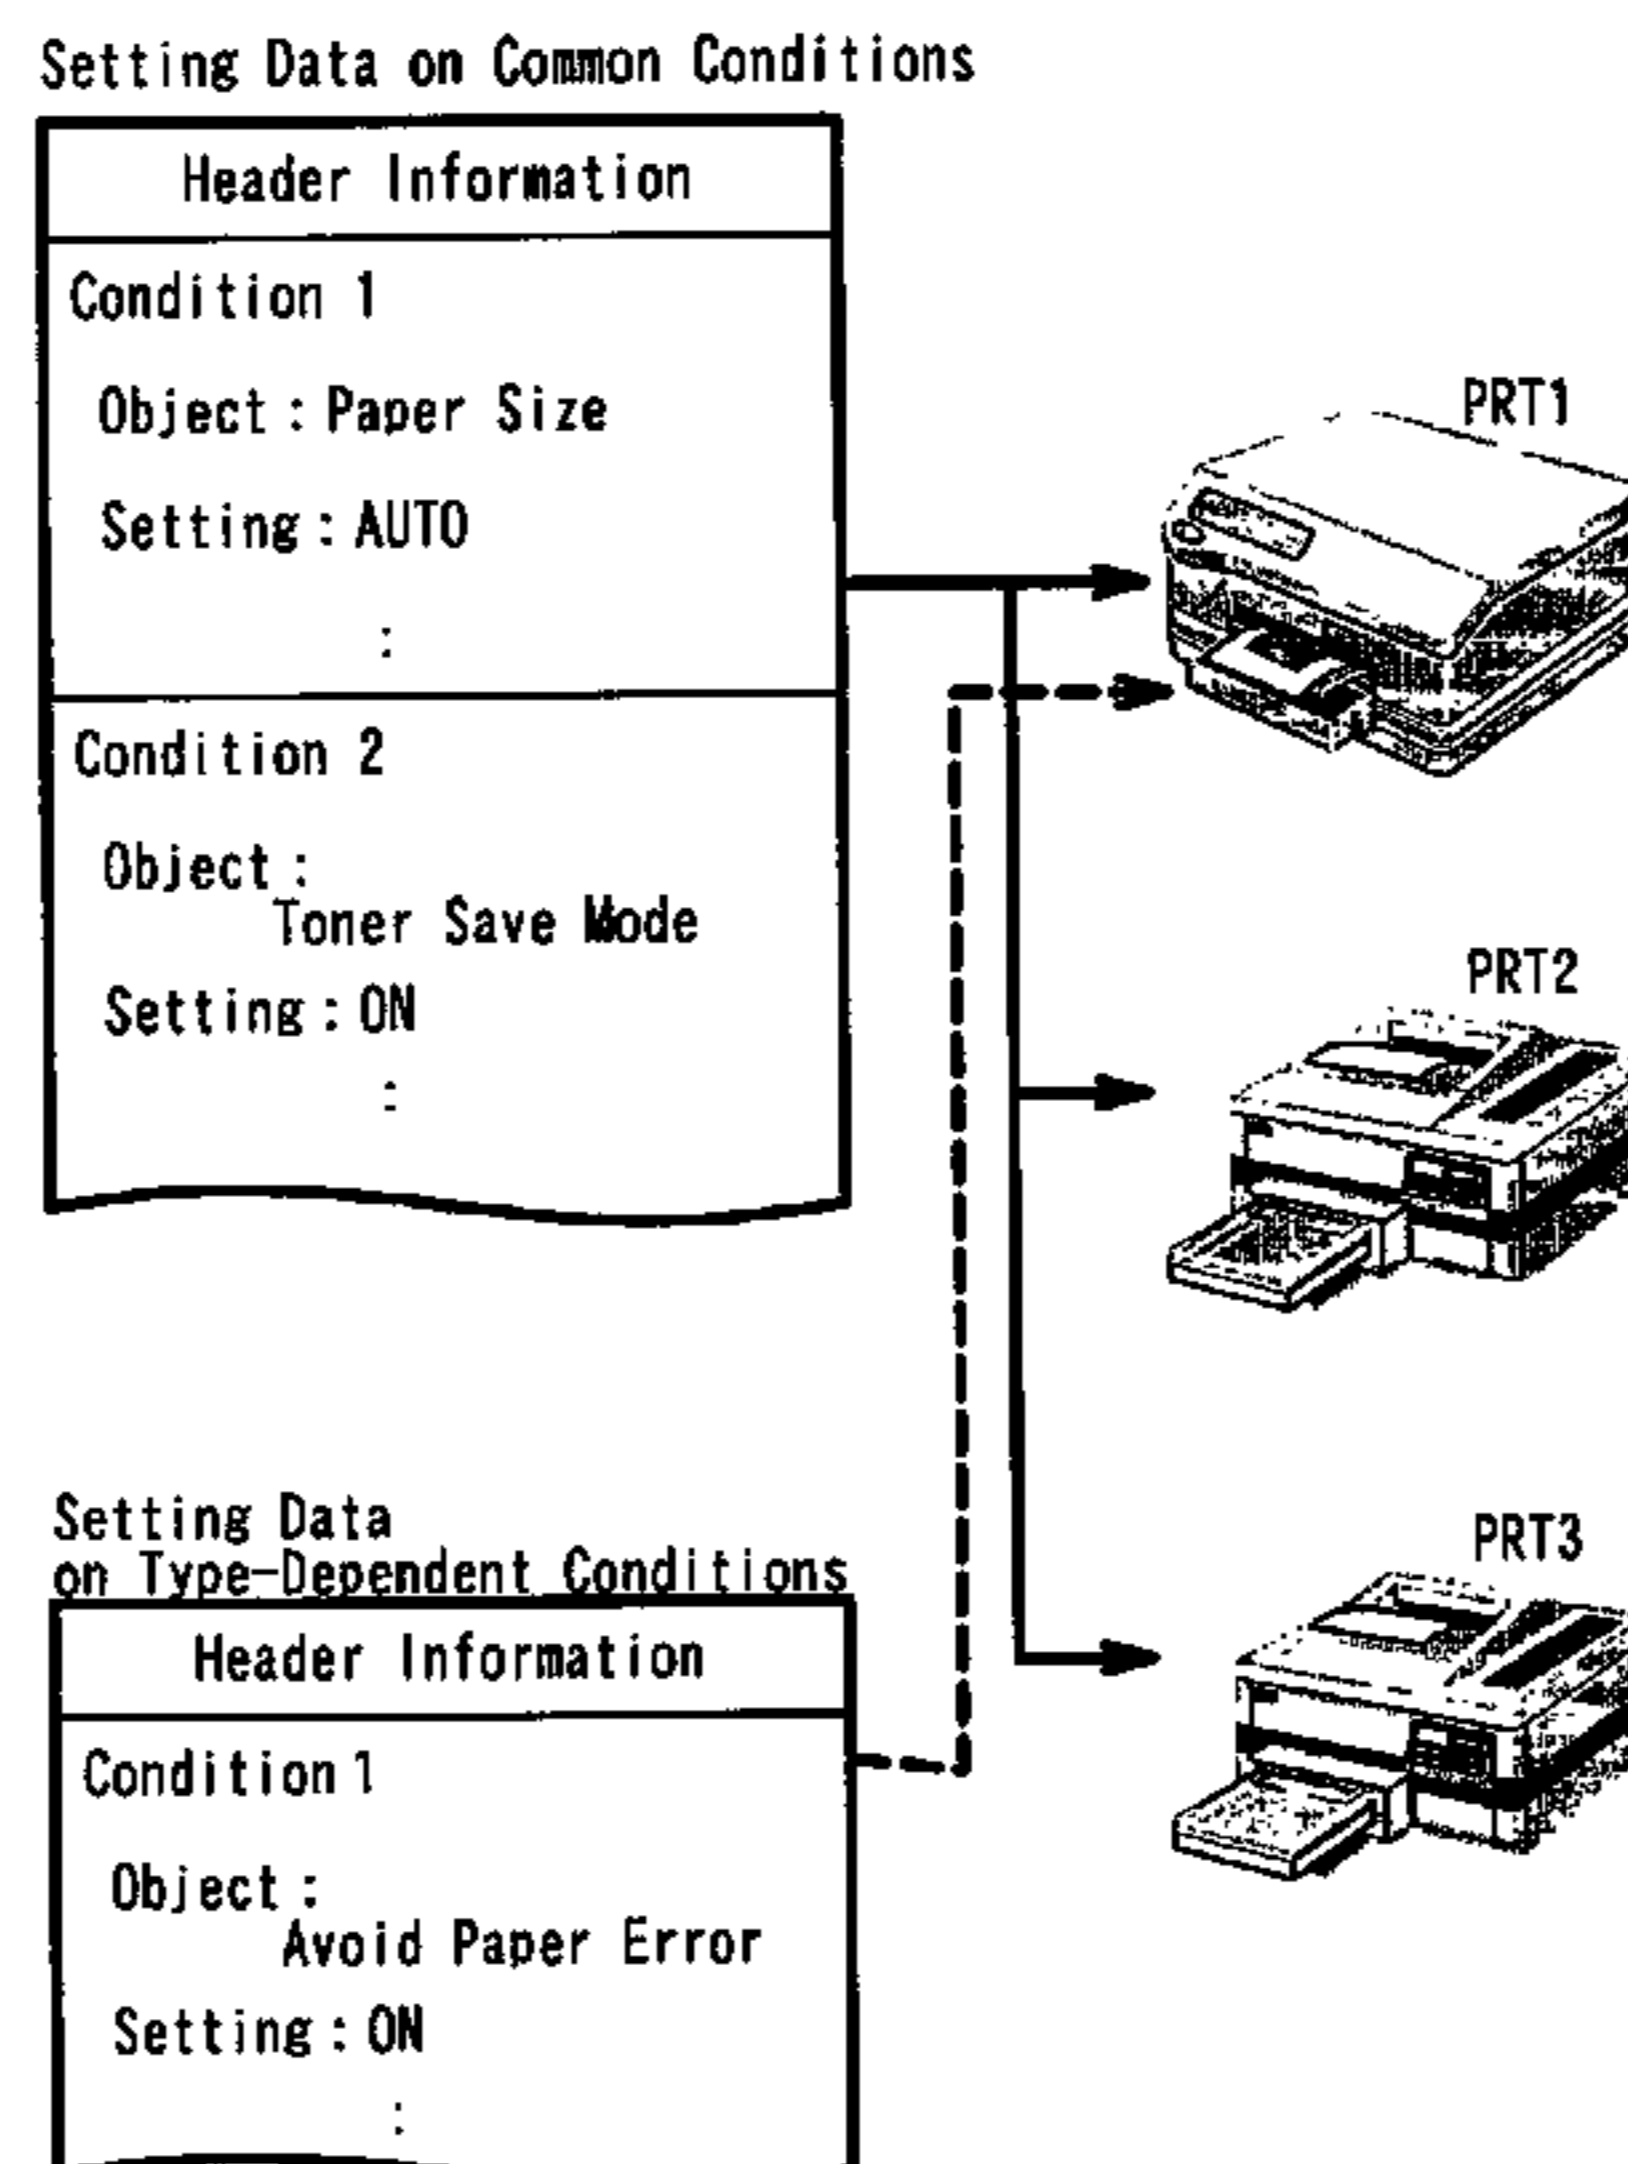 Setting Data on Common Conditions
Header Information
Condition 1
Object : Paper Size
Setting : AUTO
:
Condition 2
Object :
Toner Save Mode
Setting : ON
:
PRT1
PRT2
PRT3
Setting Data
on Type-Dependent Conditions
Header Information
Condition 1
Object :
Avoid Paper Error
Setting : ON
: